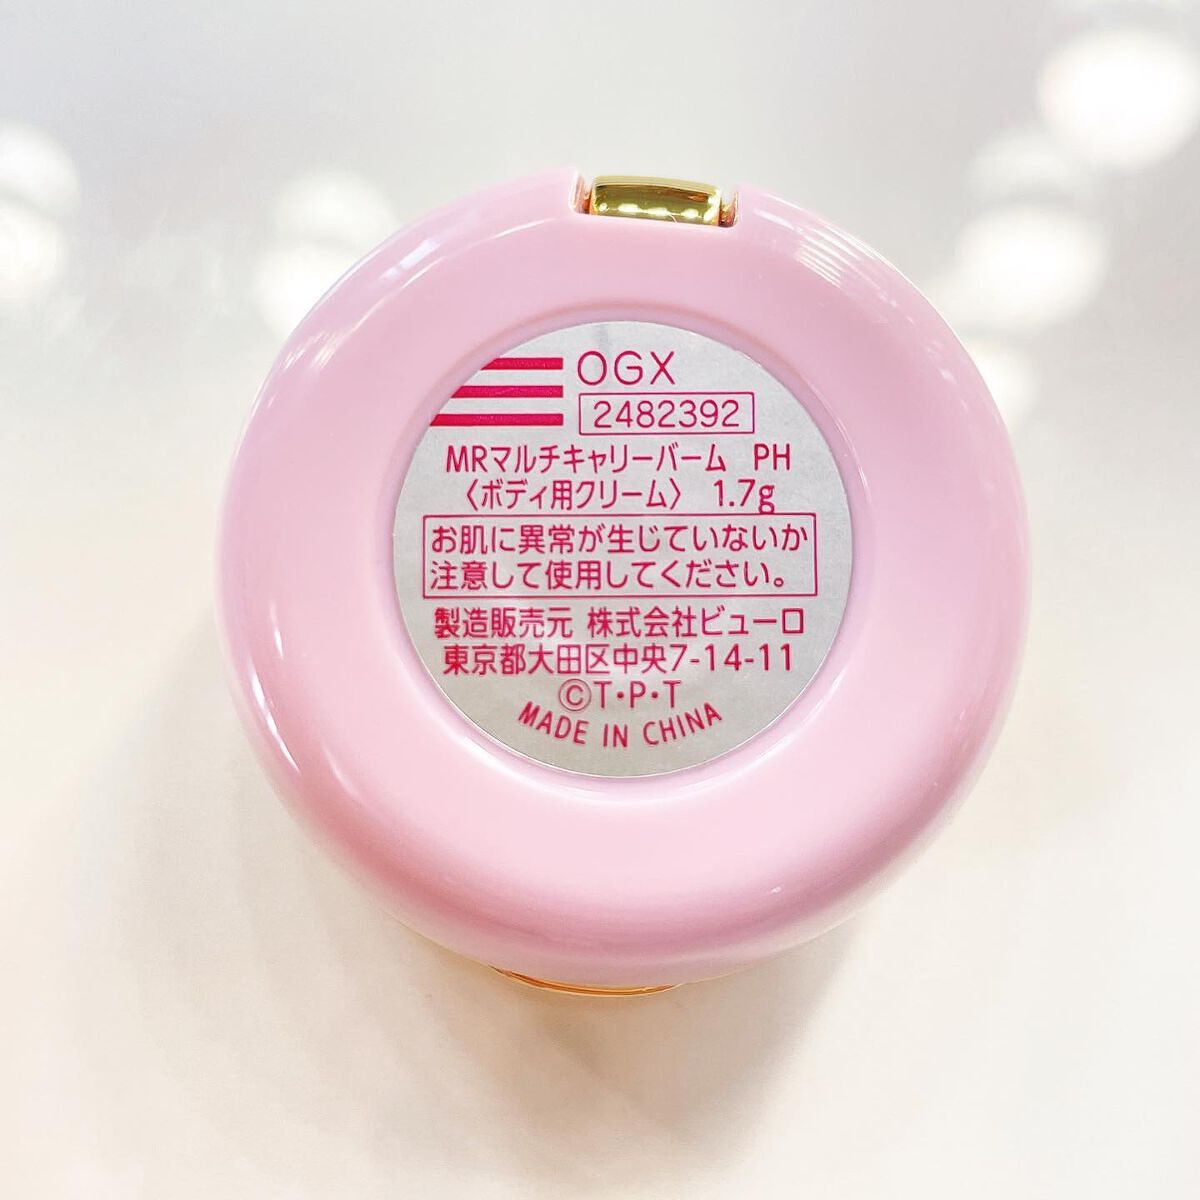 OGX
2482392
MRマルチキャリーバーム PH
〈ボディ用クリーム〉 1.7g
お肌に異常が生じていないか
注意して使用してください。
製造販売元 株式会社ビューロ
東京都大田区中央7-14-11
©T・P・T
MADE IN CHINA